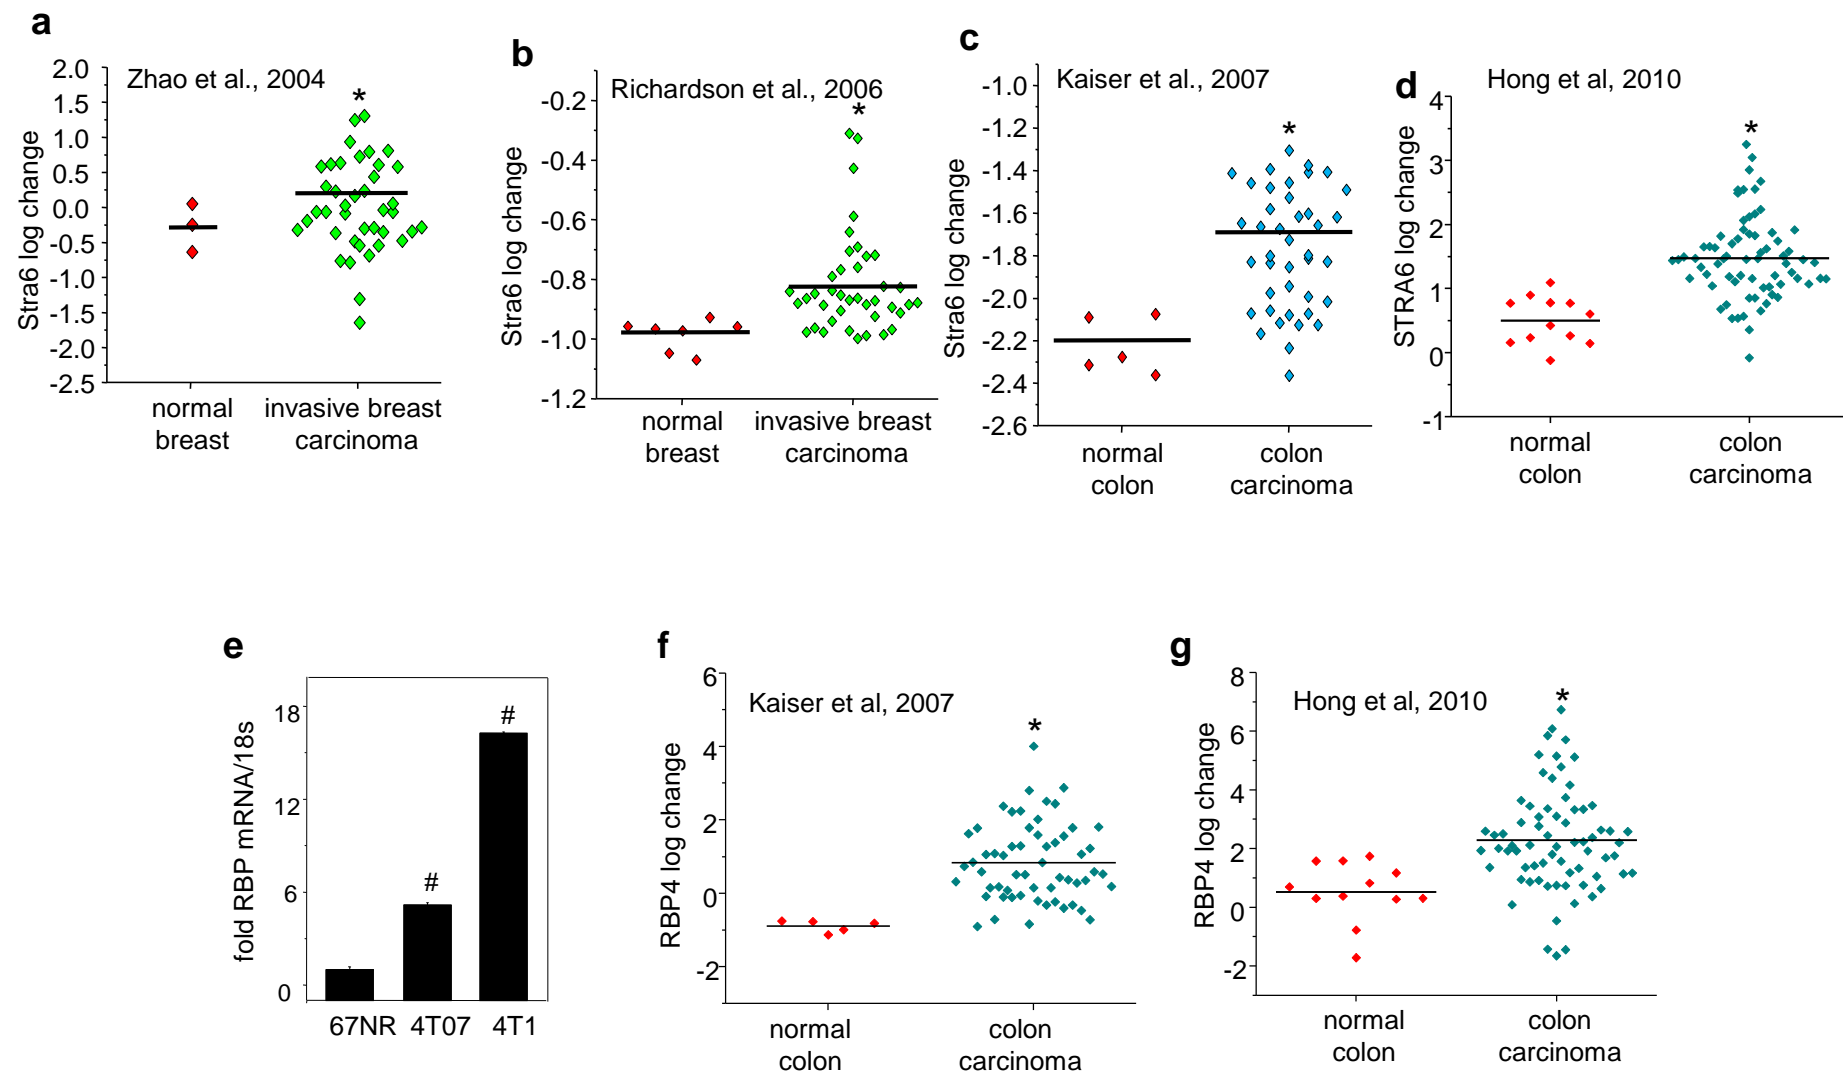 a
Zhao et al., 2004
*
2.0
1.5
1.0
0.5
0.0
-0.5
-1.0
-1.5
-2.0
-2.5
Stra6 log change
normal
breast
invasive breast
carcinoma
b
Richardson et al., 2006
*
-0.2
-0.4
-0.6
-0.8
-1.0
-1.2
Stra6 log change
normal
breast
invasive breast
carcinoma
c
Kaiser et al., 2007
*
-1.0
-1.2
-1.4
-1.6
-1.8
-2.0
-2.2
-2.4
-2.6
Stra6 log change
normal
colon
colon
carcinoma
d
Hong et al, 2010
*
4
3
2
1
0
-1
STRA6 log change
normal
colon
colon
carcinoma
e
18
12
6
0
fold RBP mRNA/18s
#
#
67NR 4T07 4T1
f
Kaiser et al, 2007
*
6
4
2
0
-2
RBP4 log change
normal
colon
colon
carcinoma
g
Hong et al, 2010
*
8
6
4
2
0
-2
RBP4 log change
normal
colon
colon
carcinoma